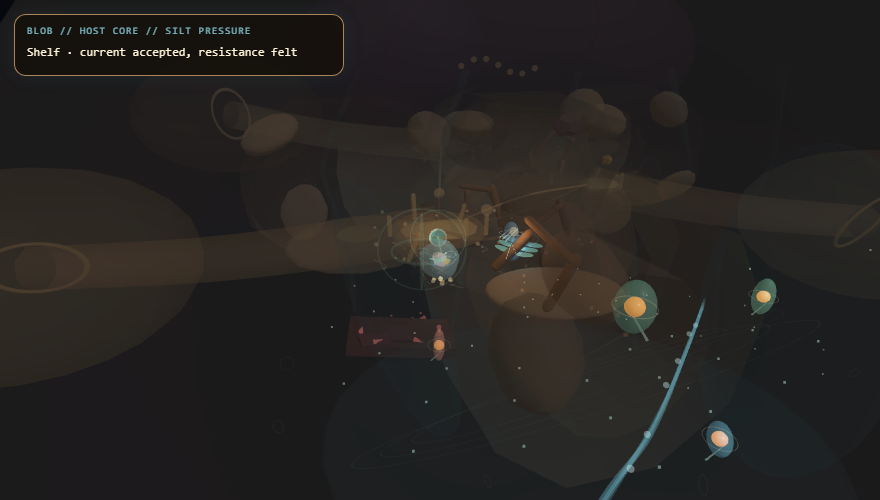 BLOB // HOST CORE // SILT PRESSURE
Shelf · current accepted, resistance felt